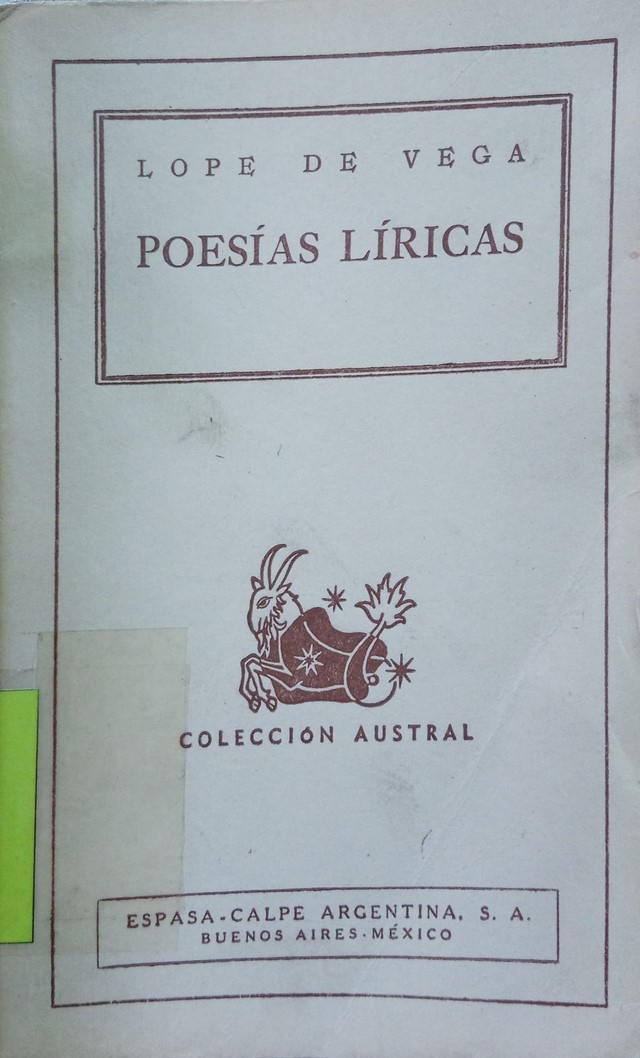 LOPE DE VEGA
POESÍAS LÍRICAS
COLECCIÓN AUSTRAL
ESPASA-CALPE ARGENTINA, S. A.
BUENOS AIRES·MÉXICO